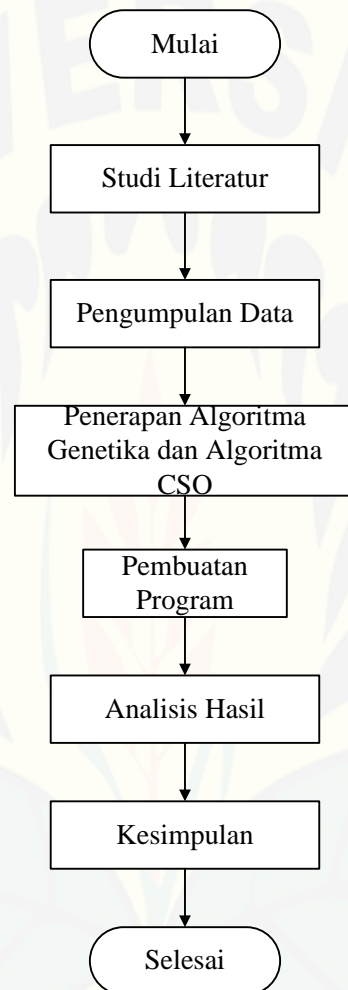 Mulai
Studi Literatur
Pengumpulan Data
Penerapan Algoritma
Genetika dan Algoritma
CSO
Pembuatan
Program
Analisis Hasil
Kesimpulan
Selesai